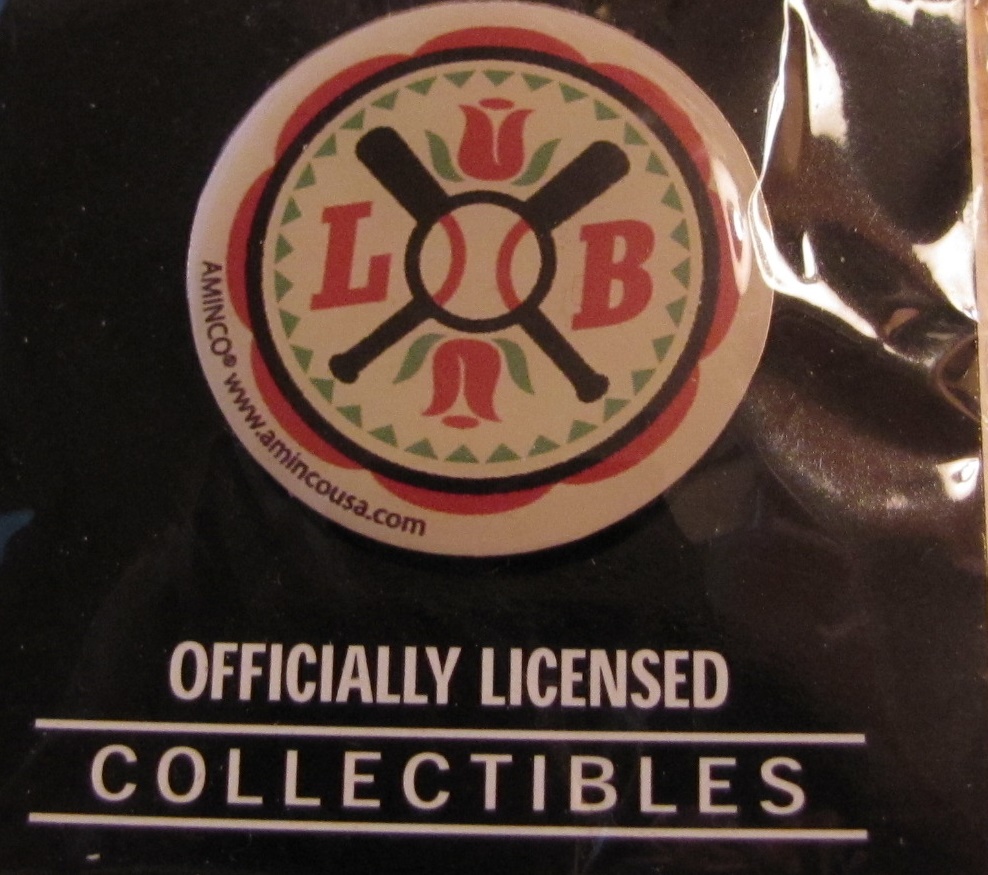 L B
AMINCO® www.amincousa.com
OFFICIALLY LICENSED
COLLECTIBLES